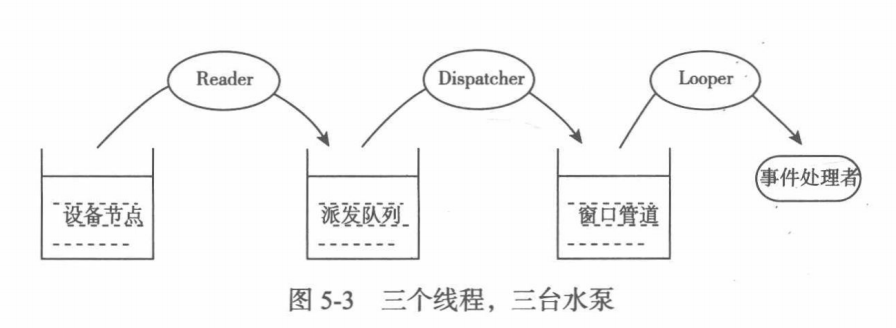 Reader
Dispatcher
Looper
设备节点
派发队列
窗口管道
事件处理者
图 5-3 三个线程，三台水泵